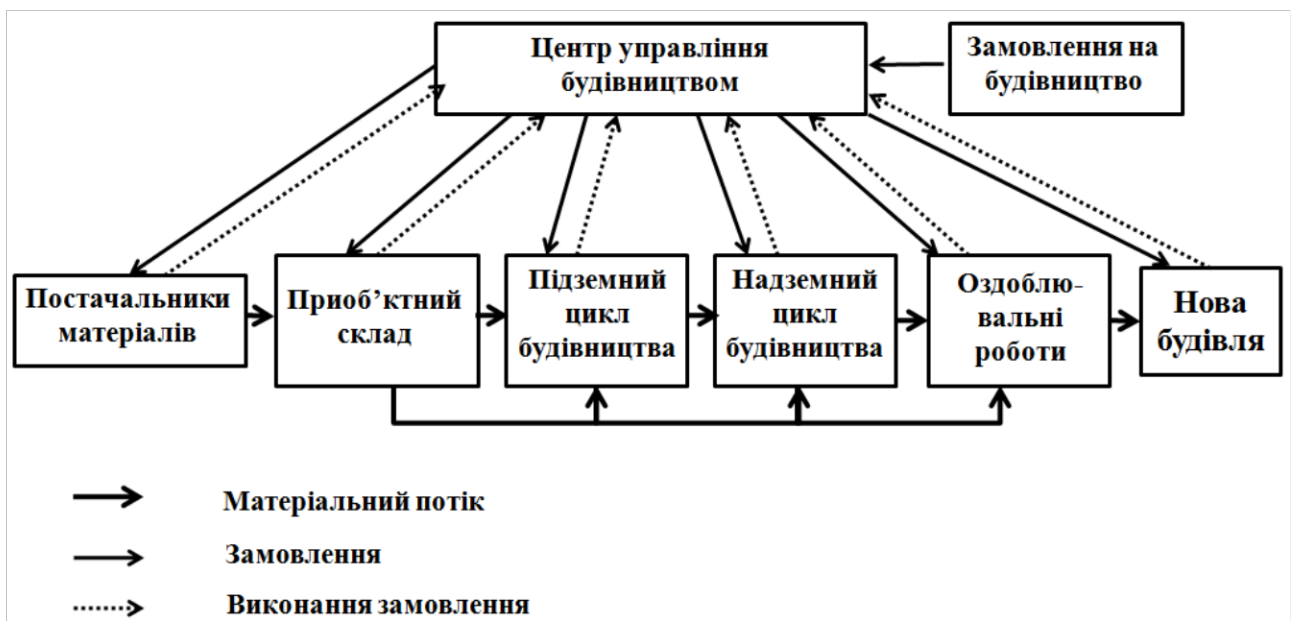 Центр управління
будівництвом
Замовлення на
будівництво
Постачальники
матеріалів
Приоб’єктний
склад
Підземний
цикл
будівництва
Надземний
цикл
будівництва
Оздоблю-
вальні
роботи
Нова
будівля
Матеріальний потік
Замовлення
Виконання замовлення